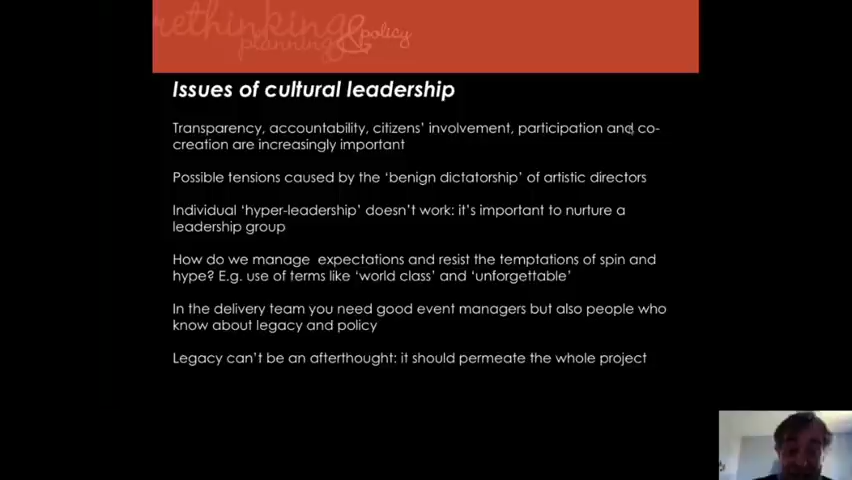 rethinking
planning & policy
Issues of cultural leadership
Transparency, accountability, citizens’ involvement, participation and co-
creation are increasingly important
Possible tensions caused by the ‘benign dictatorship’ of artistic directors
Individual ‘hyper-leadership’ doesn’t work: it’s important to nurture a
leadership group
How do we manage expectations and resist the temptations of spin and
hype? E.g. use of terms like ‘world class’ and ‘unforgettable’
In the delivery team you need good event managers but also people who
know about legacy and policy
Legacy can’t be an afterthought: it should permeate the whole project